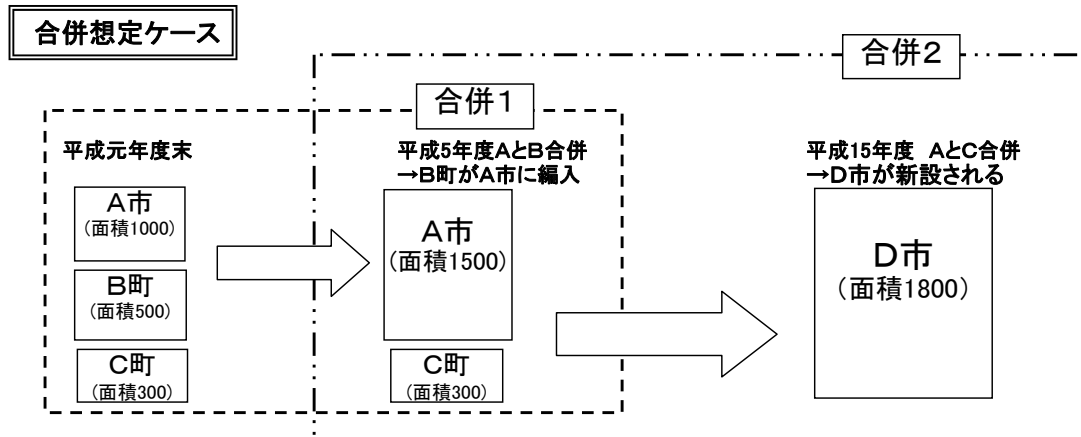 合併想定ケース
合併2
合併1
平成元年度末
A市
(面積1000)
B町
(面積500)
C町
(面積300)
平成5年度AとB合併
→B町がA市に編入
A市
(面積1500)
C町
(面積300)
平成15年度 AとC合併
→D市が新設される
D市
(面積1800)